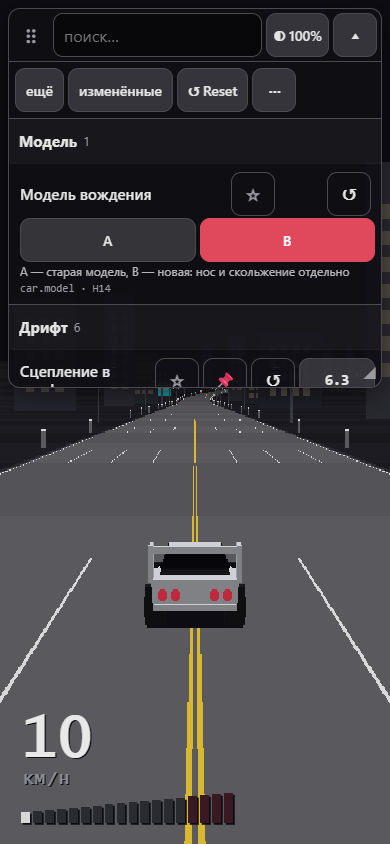 поиск...
100%
ещё
изменённые
Reset
---
Модель 1
Модель вождения
A
B
A — старая модель, B — новая: нос и скольжение отдельно
car.model · H14
Дрифт 6
Сцепление в
6.3
10
KM/H